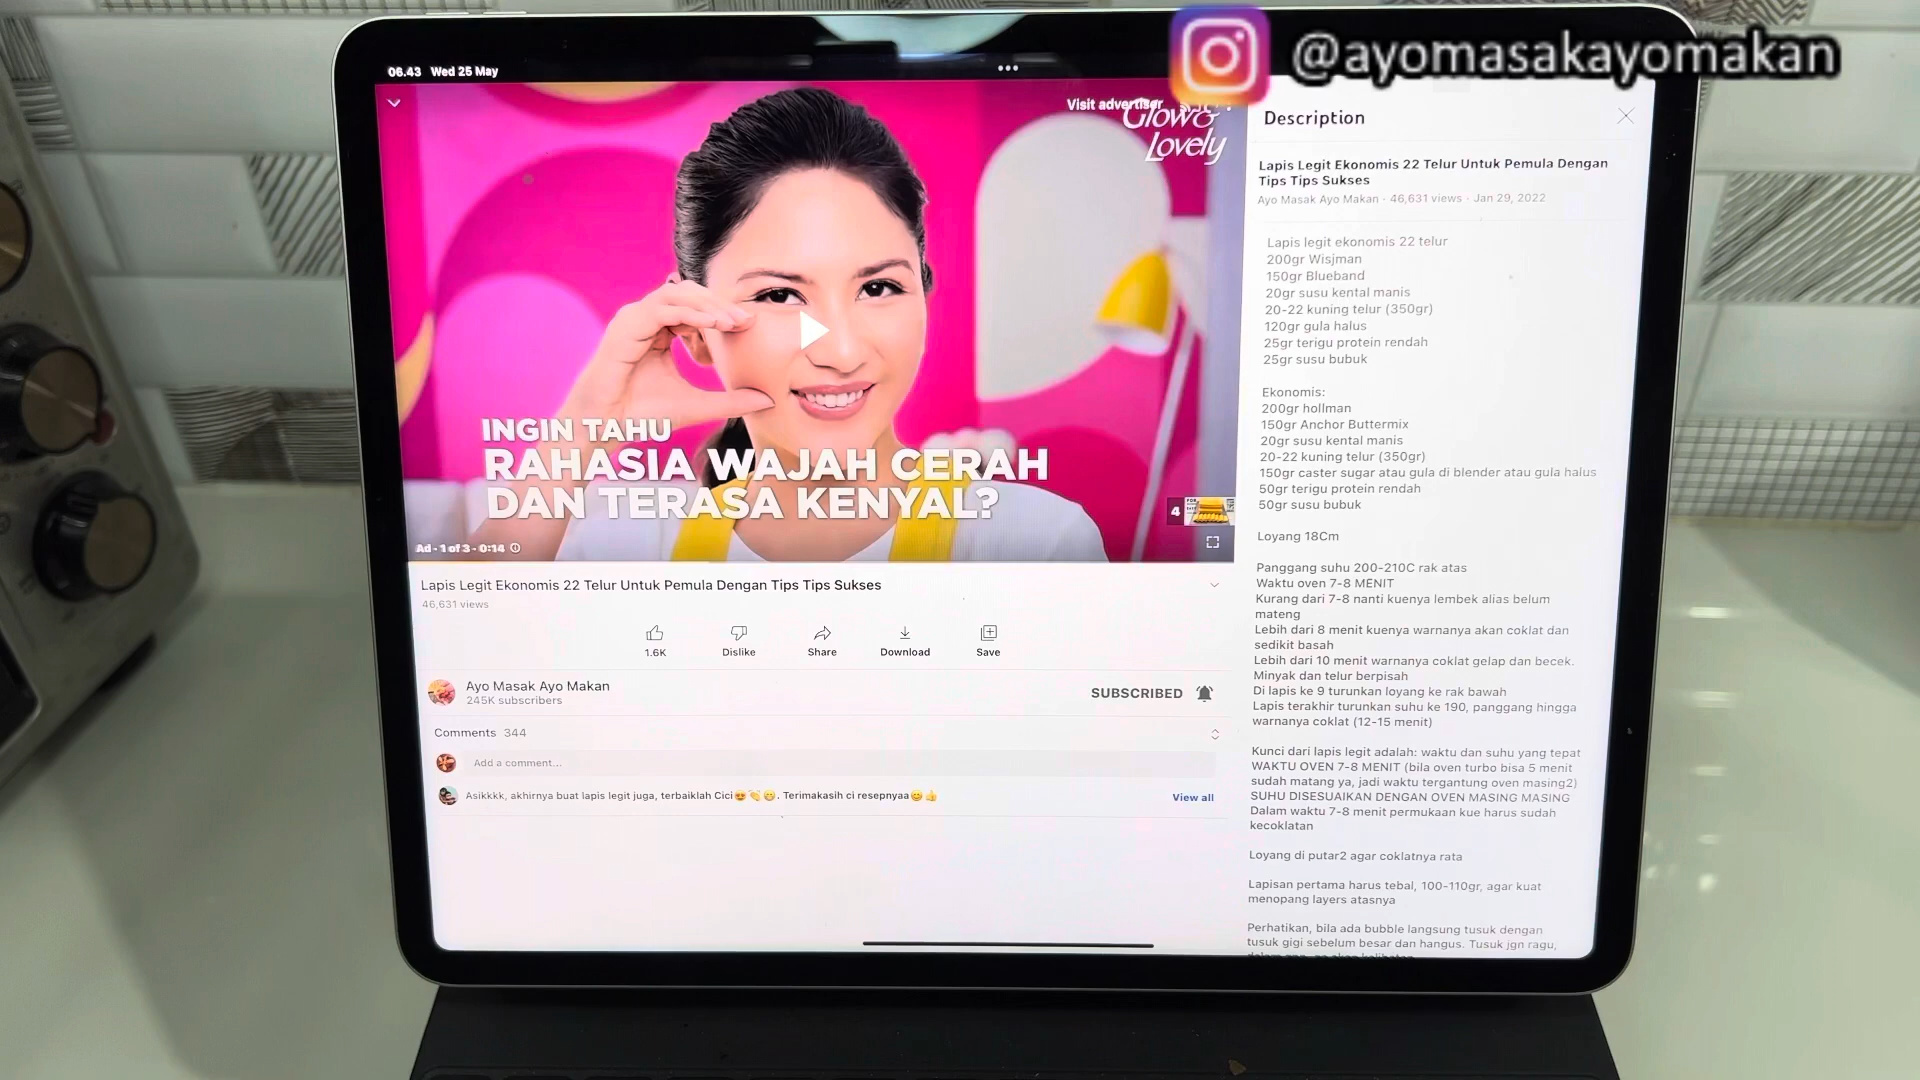 @ayomasakayomakan
06.43 Wed 25 May
Visit advertiser
Glow &
Lovely
INGIN TAHU
RAHASIA WAJAH CERAH
DAN TERASA KENYAL?
4
Ad - 1 of 3 - 0:14
Lapis Legit Ekonomis 22 Telur Untuk Pemula Dengan Tips Tips Sukses
46,631 views
1.6K
Dislike
Share
Download
Save
Ayo Masak Ayo Makan
245K subscribers
SUBSCRIBED
Comments 344
Add a comment...
Asikkkk, akhirnya buat lapis legit juga, terbaiklah Cici😍👏🤭. Terimakasih ci resepnyaa😋👍
View all
Description
Lapis Legit Ekonomis 22 Telur Untuk Pemula Dengan
Tips Tips Sukses
Ayo Masak Ayo Makan · 46,631 views · Jan 29, 2022
Lapis legit ekonomis 22 telur
200gr Wisjman
150gr Blueband
20gr susu kental manis
20-22 kuning telur (350gr)
120gr gula halus
25gr terigu protein rendah
25gr susu bubuk
Ekonomis:
200gr hollman
150gr Anchor Buttermix
20gr susu kental manis
20-22 kuning telur (350gr)
150gr caster sugar atau gula di blender atau gula halus
50gr terigu protein rendah
50gr susu bubuk
Loyang 18Cm
Panggang suhu 200-210C rak atas
Waktu oven 7-8 MENIT
Kurang dari 7-8 nanti kuenya lembek alias belum
mateng
Lebih dari 8 menit kuenya warnanya akan coklat dan
sedikit basah
Lebih dari 10 menit warnanya coklat gelap dan becek.
Minyak dan telur berpisah
Di lapis ke 9 turunkan loyang ke rak bawah
Lapis terakhir turunkan suhu ke 190, panggang hingga
warnanya coklat (12-15 menit)
Kunci dari lapis legit adalah: waktu dan suhu yang tepat
WAKTU OVEN 7-8 MENIT (bila oven turbo bisa 5 menit
sudah matang ya, jadi waktu tergantung oven masing2)
SUHU DISESUAIKAN DENGAN OVEN MASING MASING
Dalam waktu 7-8 menit permukaan kue harus sudah
kecoklatan
Loyang di putar2 agar coklatnya rata
Lapisan pertama harus tebal, 100-110gr, agar kuat
menopang layers atasnya
Perhatikan, bila ada bubble langsung tusuk dengan
tusuk gigi sebelum besar dan hangus. Tusuk jgn ragu,